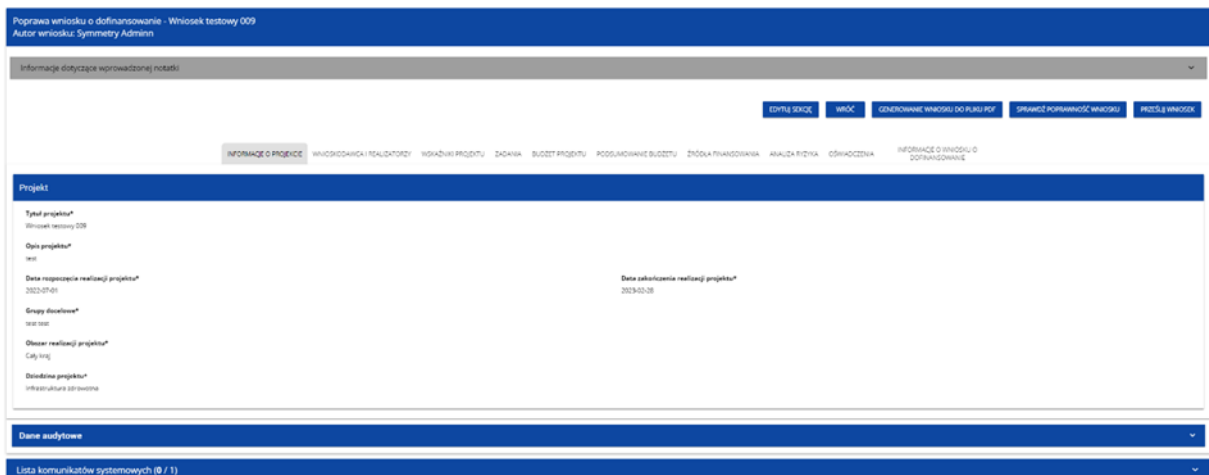 Poprawa wniosku o dofinansowanie - Wniosek testowy 009
Autor wniosku: Symmetry Adminn
Informacje dotyczące wprowadzonej notatki
EDYTUJ SEKCJĘ WRÓĆ GENEROWANIE WNIOSKU DO PLIKU PDF SPRAWDŹ POPRAWNOŚĆ WNIOSKU PRZEŚLIJ WNIOSEK
INFORMACJE O PROJEKCIE WNIOSKODAWCA I REALIZATORZY WSKAŹNIKI PROJEKTU ZADANIA BUDŻET PROJEKTU PODSUMOWANIE BUDŻETU ŹRÓDŁA FINANSOWANIA ANALIZA RYZYKA OŚWIADCZENIA INFORMACJE O WNIOSKU O
DOFINANSOWANIE
Projekt
Tytuł projektu*
Wniosek testowy 009
Opis projektu*
test
Data rozpoczęcia realizacji projektu* Data zakończenia realizacji projektu*
2022-07-01 2023-02-28
Grupy docelowe*
test test
Obszar realizacji projektu*
Cały kraj
Dziedzina projektu*
Infrastruktura zdrowotna
Dane audytowe
Lista komunikatów systemowych (0 / 1)